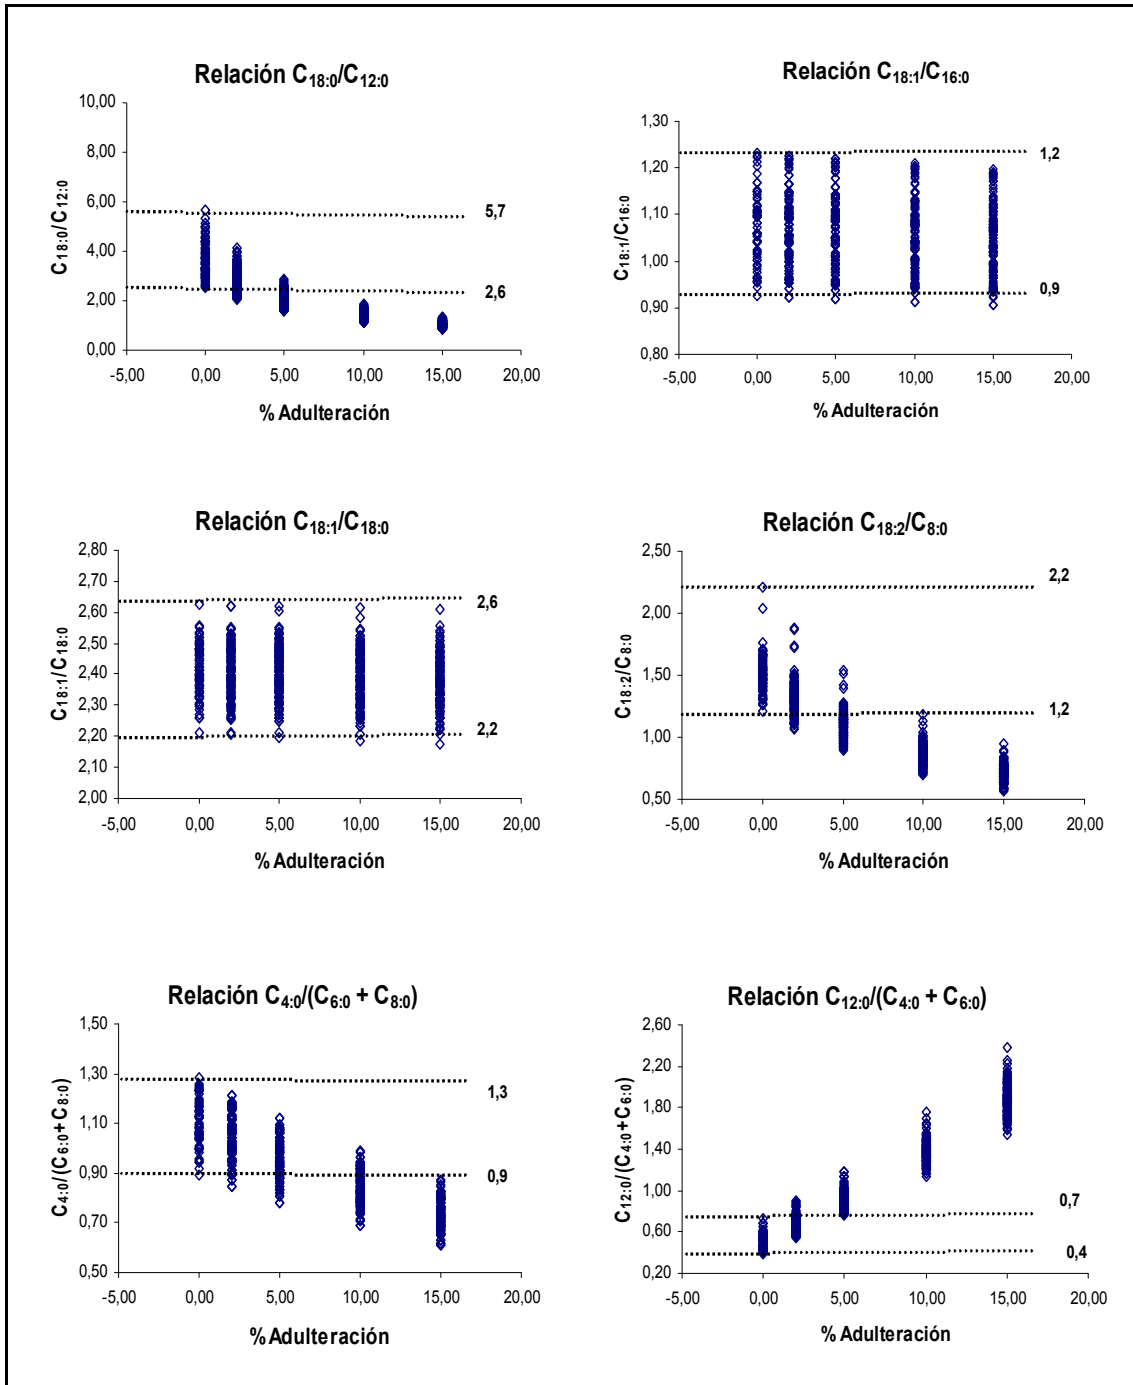 Relación C18:0/C12:0
10,00
8,00
6,00
4,00
2,00
0,00
C18:0/C12:0
5,7
2,6
-5,00 0,00 5,00 10,00 15,00 20,00
% Adulteración
Relación C18:1/C16:0
1,30
1,20
1,10
1,00
0,90
0,80
C18:1/C16:0
1,2
0,9
-5,00 0,00 5,00 10,00 15,00 20,00
% Adulteración
Relación C18:1/C18:0
2,80
2,70
2,60
2,50
2,40
2,30
2,20
2,10
2,00
C18:1/C18:0
2,6
2,2
-5,00 0,00 5,00 10,00 15,00 20,00
% Adulteración
Relación C18:2/C8:0
2,50
2,00
1,50
1,00
0,50
C18:2/C8:0
2,2
1,2
-5,00 0,00 5,00 10,00 15,00 20,00
% Adulteración
Relación C4:0/(C6:0 + C8:0)
1,50
1,30
1,10
0,90
0,70
0,50
C4:0/(C6:0 + C8:0)
1,3
0,9
-5,00 0,00 5,00 10,00 15,00 20,00
% Adulteración
Relación C12:0/(C4:0 + C6:0)
2,60
2,20
1,80
1,40
1,00
0,60
0,20
C12:0/(C4:0 +C6:0)
0,7
0,4
-5,00 0,00 5,00 10,00 15,00 20,00
% Adulteración